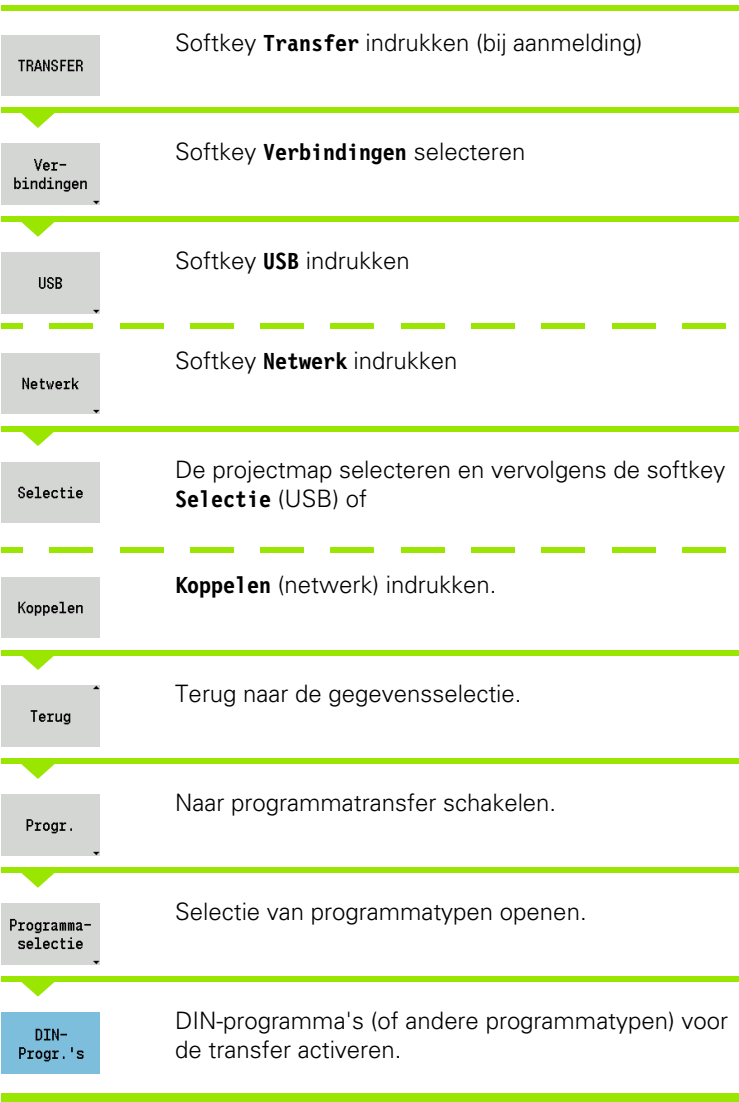 TRANSFER
Softkey Transfer indrukken (bij aanmelding)
Ver-
bindingen
Softkey Verbindingen selecteren
USB
Softkey USB indrukken
Netwerk
Softkey Netwerk indrukken
Selectie
De projectmap selecteren en vervolgens de softkey
Selectie (USB) of
Koppelen
Koppelen (netwerk) indrukken.
Terug
Terug naar de gegevensselectie.
Progr.
Naar programmatransfer schakelen.
Programma-
selectie
Selectie van programmatypen openen.
DIN-
Progr.'s
DIN-programma's (of andere programmatypen) voor
de transfer activeren.